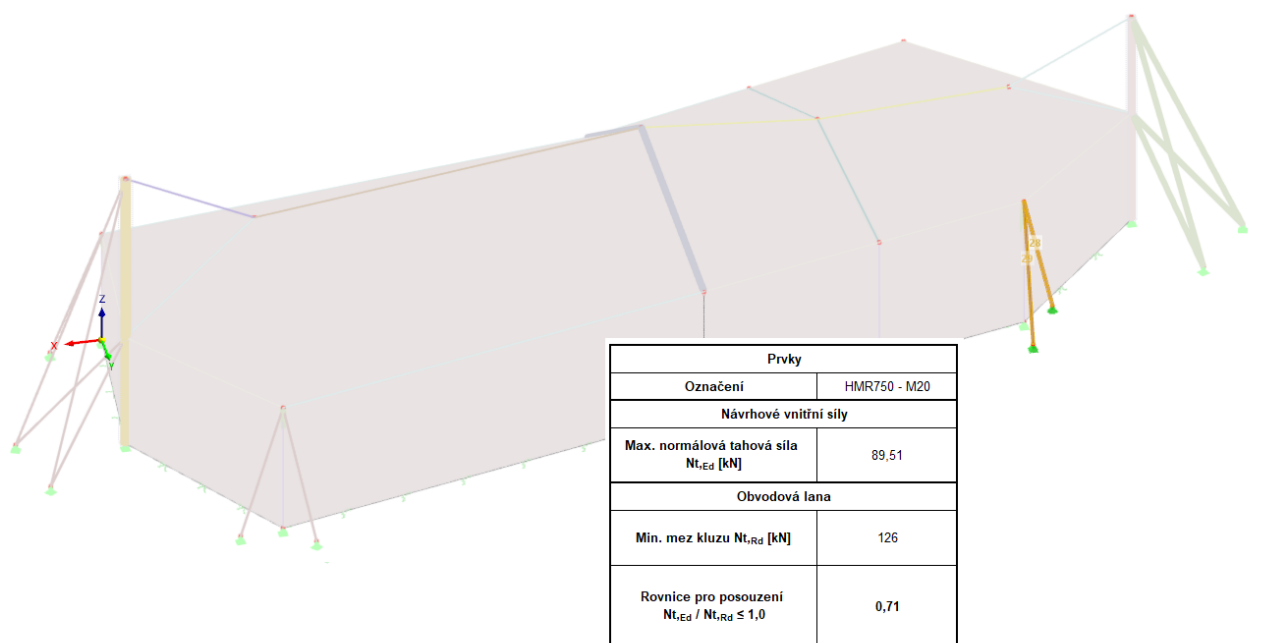 Z
X
Y
28
29
Prvky
Označení HMR750 - M20
Návrhové vnitřní síly
Max. normálová tahová síla
Nt,Ed [kN] 89,51
Obvodová lana
Min. mez kluzu Nt,Rd [kN] 126
Rovnice pro posouzení
Nt,Ed / Nt,Rd ≤ 1,0 0,71